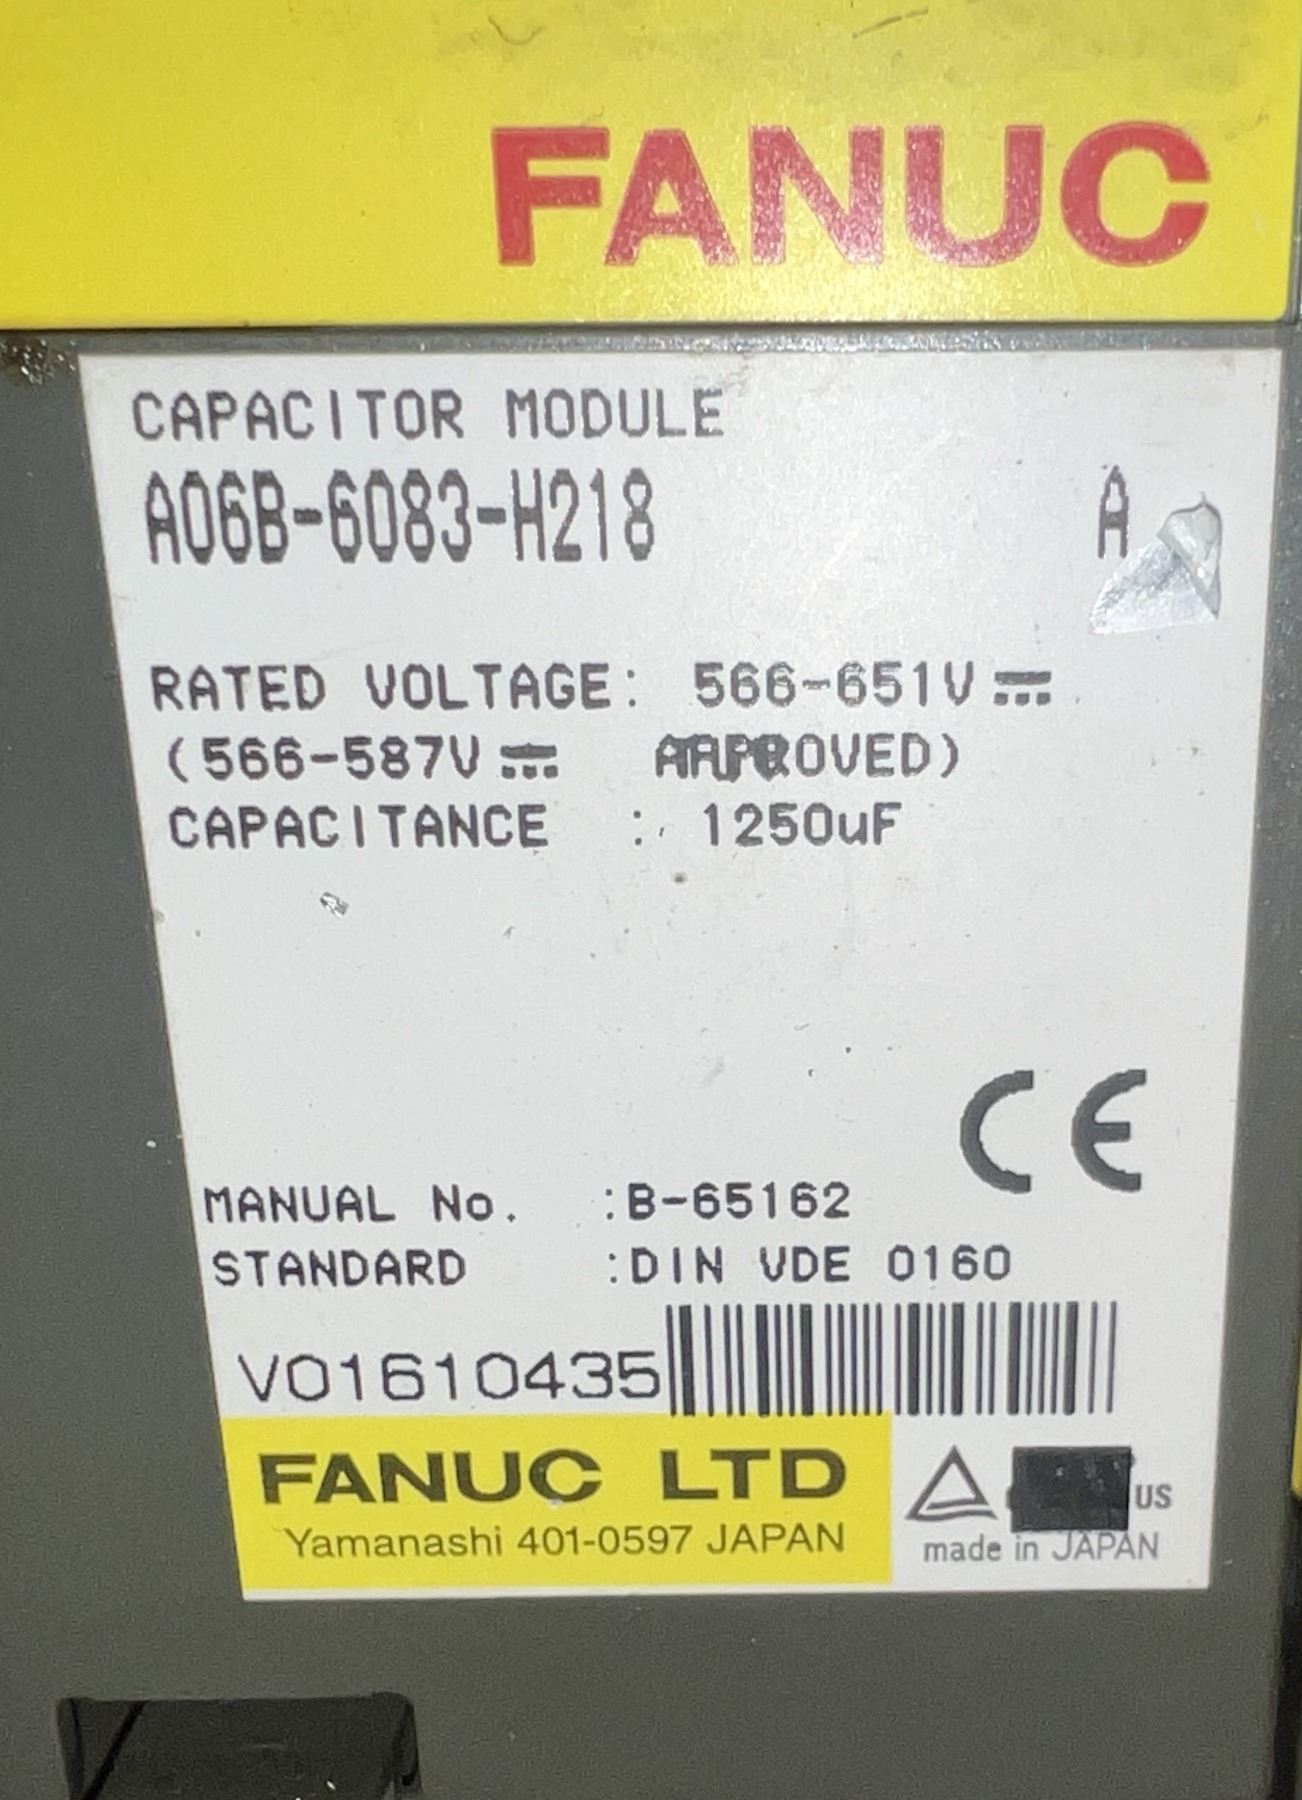 FANUC
CAPACITOR MODULE
A06B-6083-H218 A
RATED VOLTAGE: 566-651V
(566-587V APPROVED)
CAPACITANCE : 1250uF
CE
MANUAL No. :B-65162
STANDARD :DIN VDE 0160
V01610435
FANUC LTD
Yamanashi 401-0597 JAPAN
US
made in JAPAN